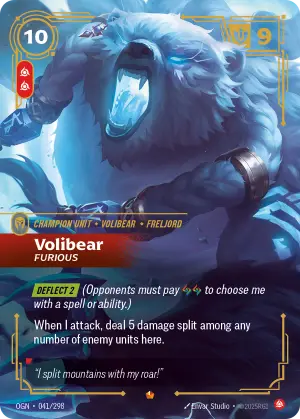 10
9
CHAMPION UNIT • VOLIBEAR • FRELJORD
Volibear
FURIOUS
DEFLECT 2 (Opponents must pay to choose me
with a spell or ability.)
When I attack, deal 5 damage split among any
number of enemy units here.
"I split mountains with my roar!"
OGN • 041/298
Envar Studio